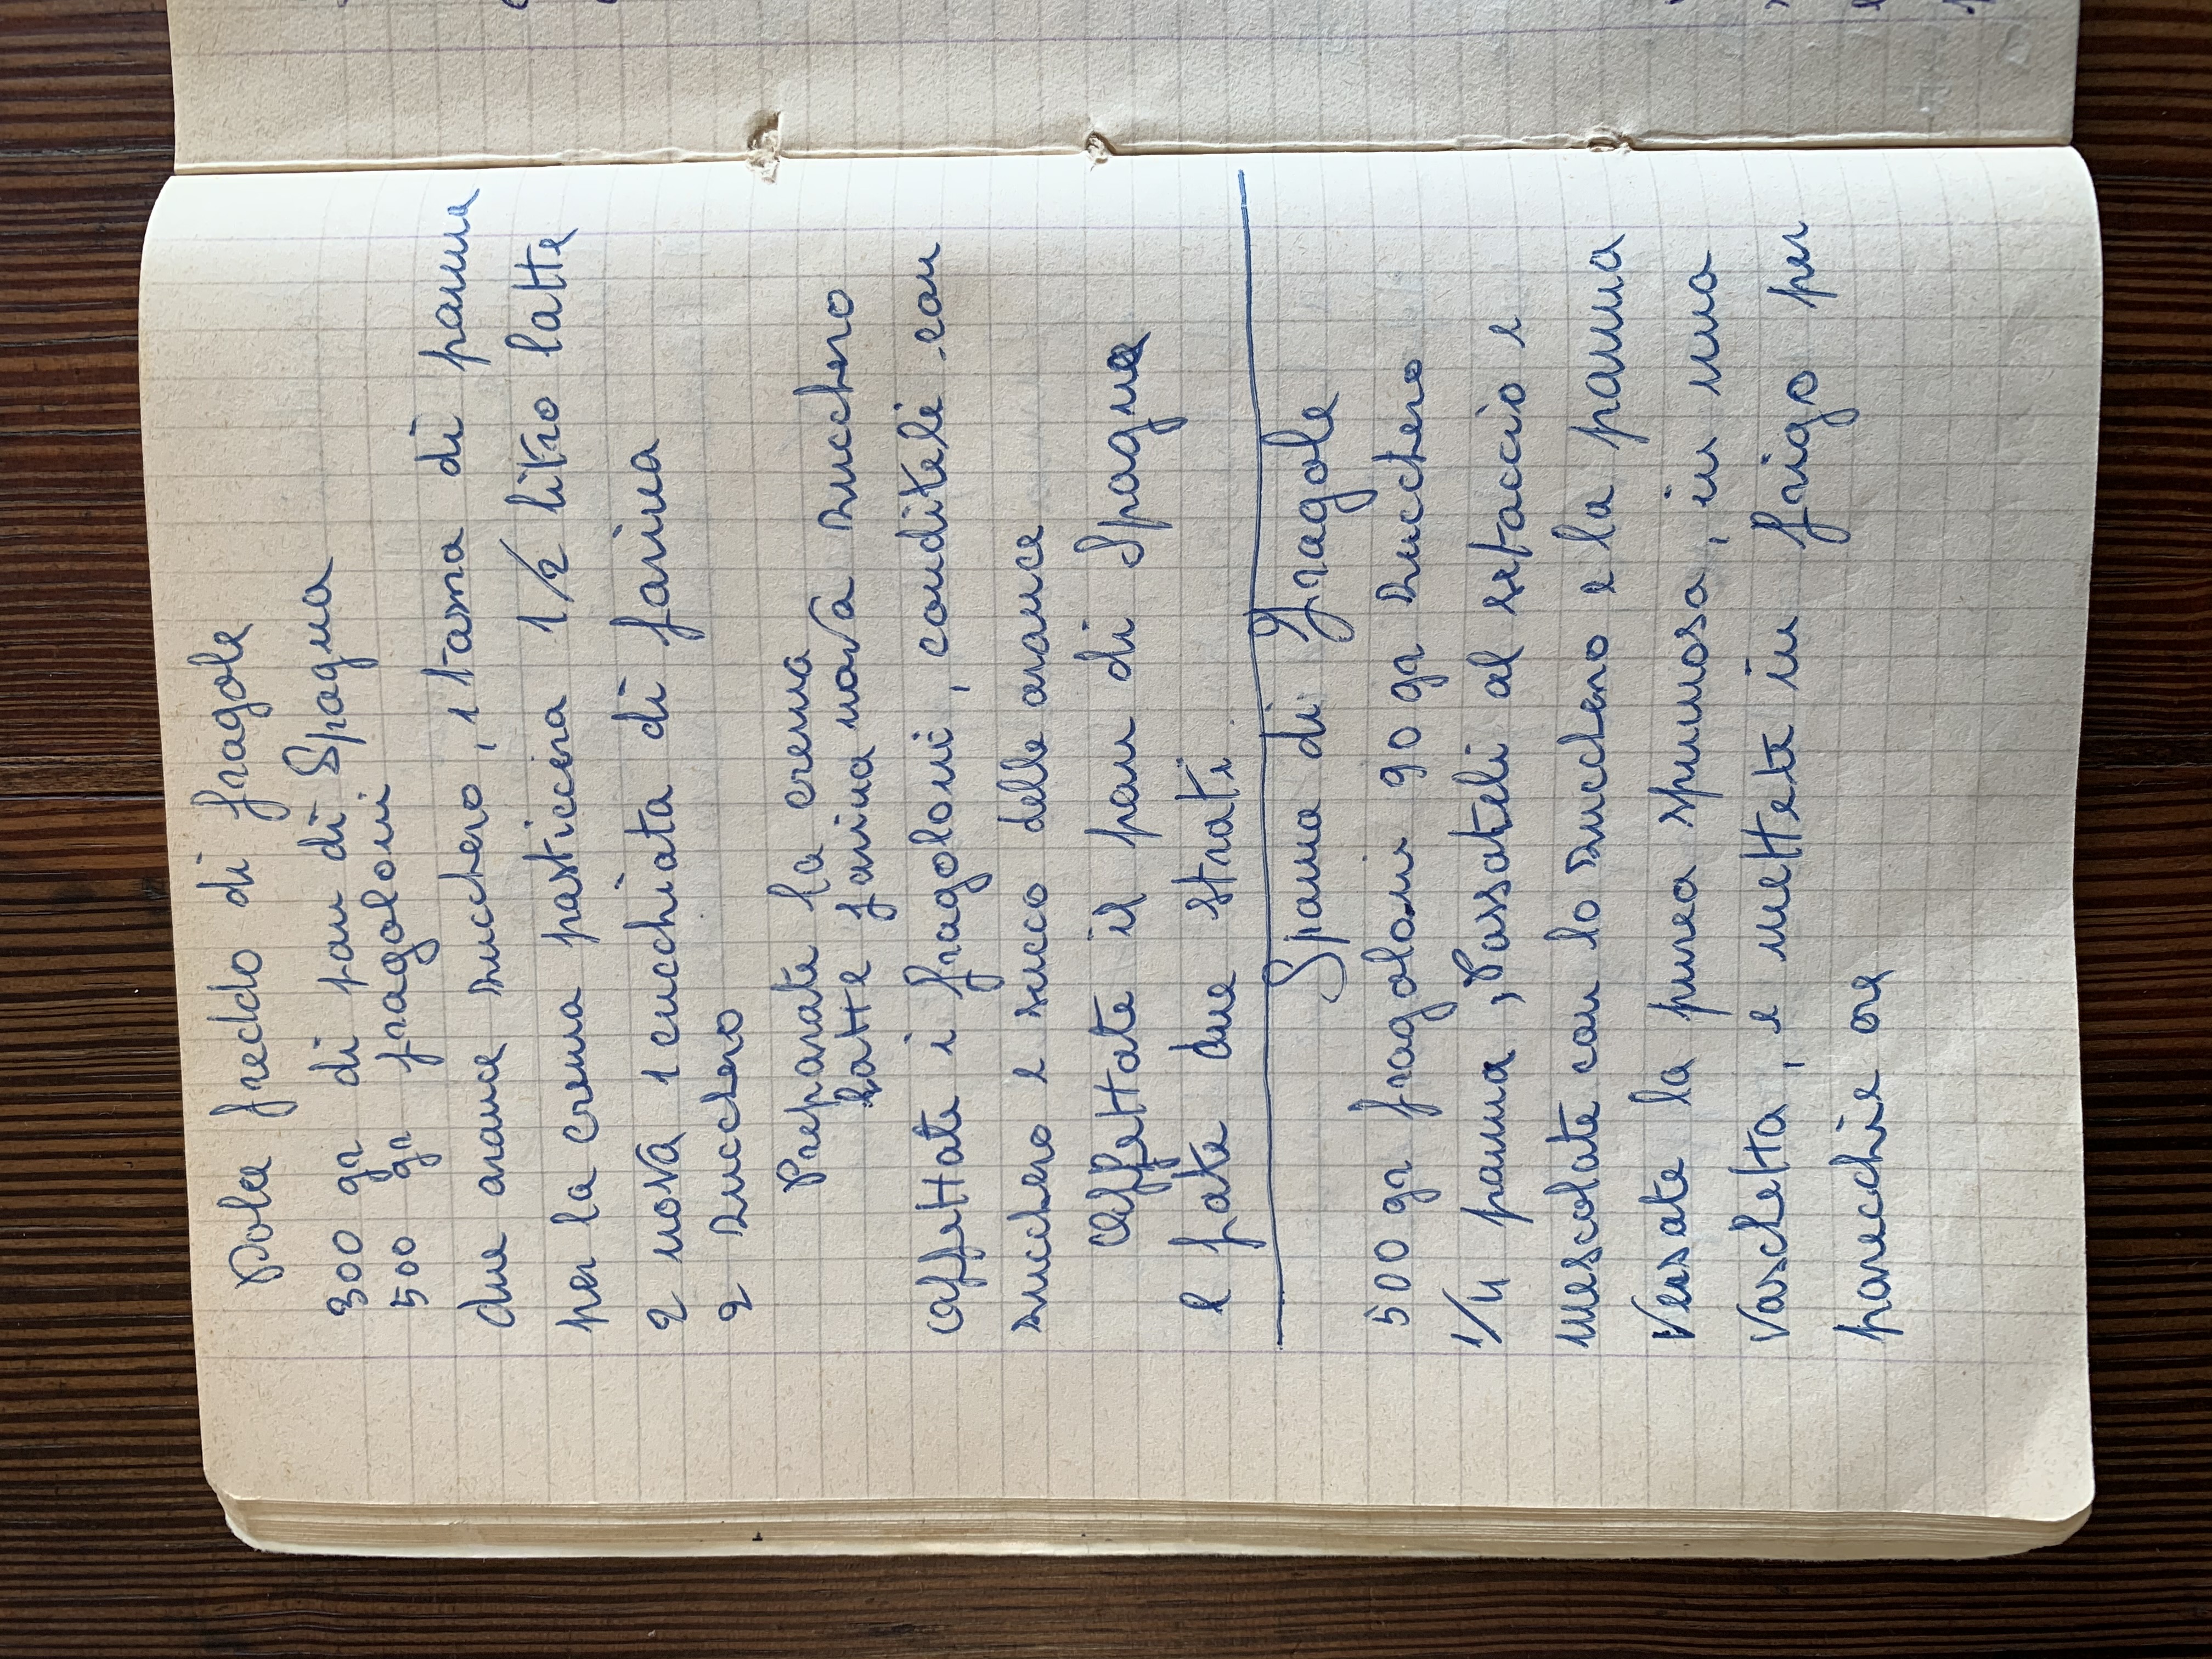 Dolce freddo di fragole
300 gr di pan di Spagna
500 gr fragoloni
due arance zucchero, 1 tazza di panna
per la crema pasticcera 1/2 litro latte
2 uova 1 cucchiata di farina
2 zucchero
Preparate la crema
latte farina uova zucchero
Affettate i fragoloni, conditeli con
zucchero e succo delle arance
Affettate il pan di Spagna
e fate due strati.
Spuma di Fragole
500 gr fragoloni 90 gr zucchero
1/4 panna, Passateli al setaccio e
mescolate con lo zucchero e la panna
Versate la purea spumosa, in una
vaschetta, e mettete in frigo per
parecchie ore